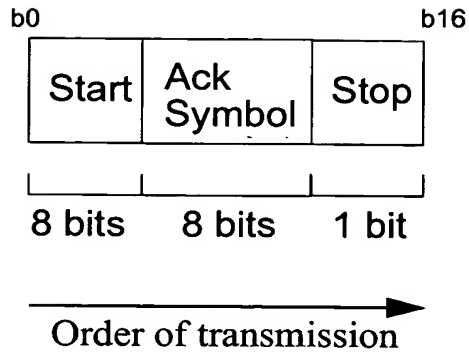 b0 b16
Start Ack Symbol Stop
8 bits 8 bits 1 bit
Order of transmission